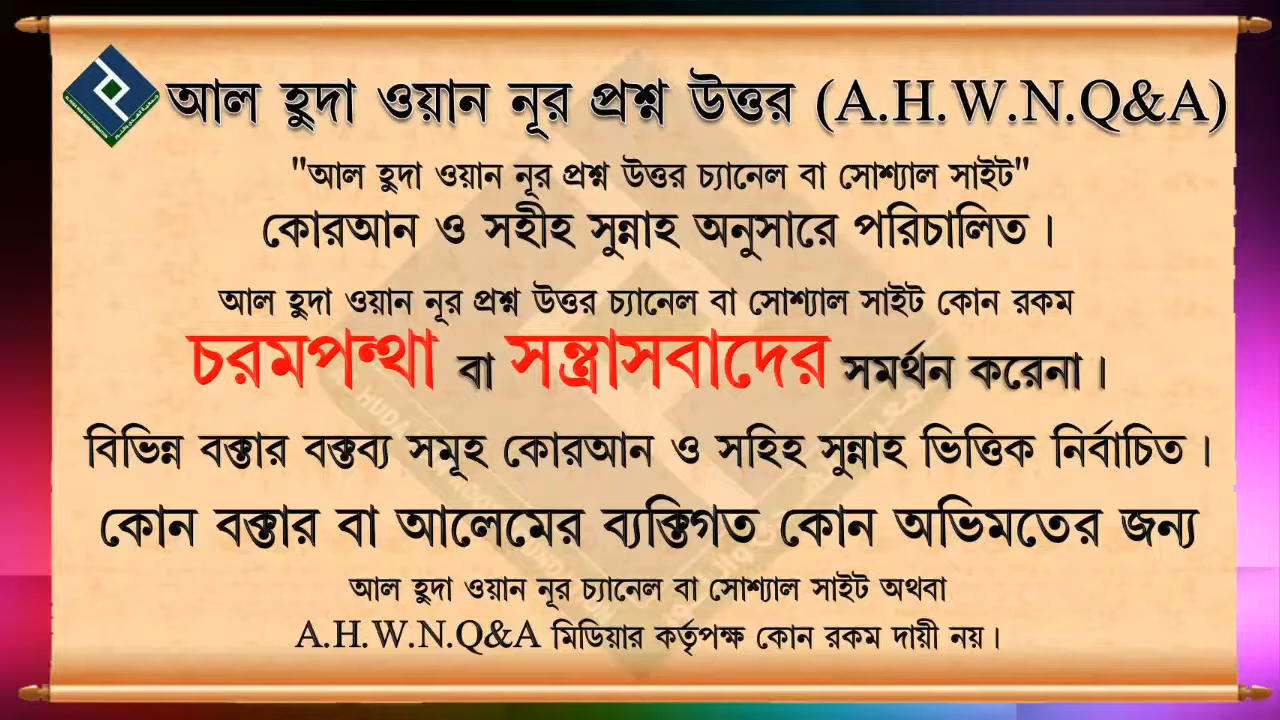 আল হুদা ওয়ান নূর প্রশ্ন উত্তর (A.H.W.N.Q&A)
"আল হুদা ওয়ান নূর প্রশ্ন উত্তর চ্যানেল বা সোশ্যাল সাইট"
কোরআন ও সহীহ সুন্নাহ অনুসারে পরিচালিত।
আল হুদা ওয়ান নূর প্রশ্ন উত্তর চ্যানেল বা সোশ্যাল সাইট কোন রকম
চরমপন্থা বা সন্ত্রাসবাদের সমর্থন করেনা।
বিভিন্ন বক্তার বক্তব্য সমূহ কোরআন ও সহিহ সুন্নাহ ভিত্তিক নির্বাচিত।
কোন বক্তার বা আলেমের ব্যক্তিগত কোন অভিমতের জন্য
আল হুদা ওয়ান নূর চ্যানেল বা সোশ্যাল সাইট অথবা
A.H.W.N.Q&A মিডিয়ার কর্তৃপক্ষ কোন রকম দায়ী নয়।